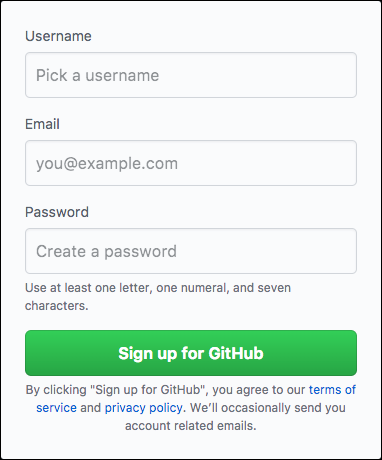 Username
Pick a username
Email
you@example.com
Password
Create a password
Use at least one letter, one numeral, and seven
characters.
Sign up for GitHub
By clicking "Sign up for GitHub", you agree to our terms of
service and privacy policy. We’ll occasionally send you
account related emails.